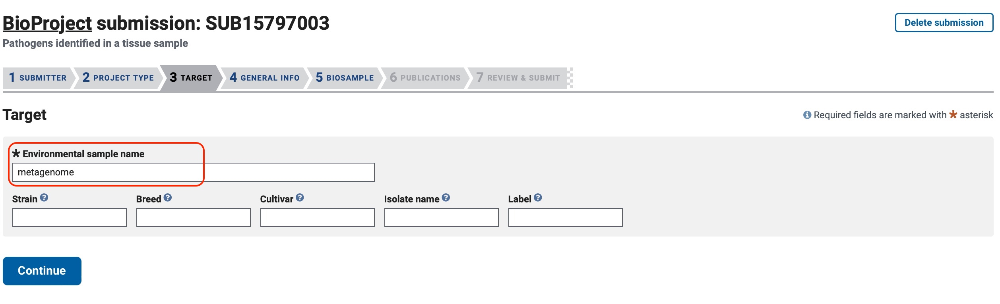 BioProject submission: SUB15797003
Delete submission
Pathogens identified in a tissue sample
1 SUBMITTER 2 PROJECT TYPE 3 TARGET 4 GENERAL INFO 5 BIOSAMPLE 6 PUBLICATIONS 7 REVIEW & SUBMIT
Target
Required fields are marked with * asterisk
* Environmental sample name
metagenome
Strain ? Breed ? Cultivar ? Isolate name ? Label ?
Continue